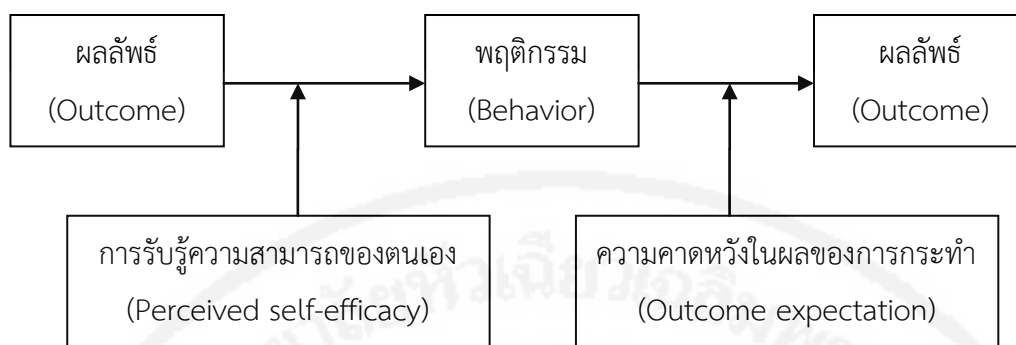 ผลลัพธ์
(Outcome)
พฤติกรรม
(Behavior)
ผลลัพธ์
(Outcome)
การรับรู้ความสามารถของตนเอง
(Perceived self-efficacy)
ความคาดหวังในผลของการกระทำ
(Outcome expectation)